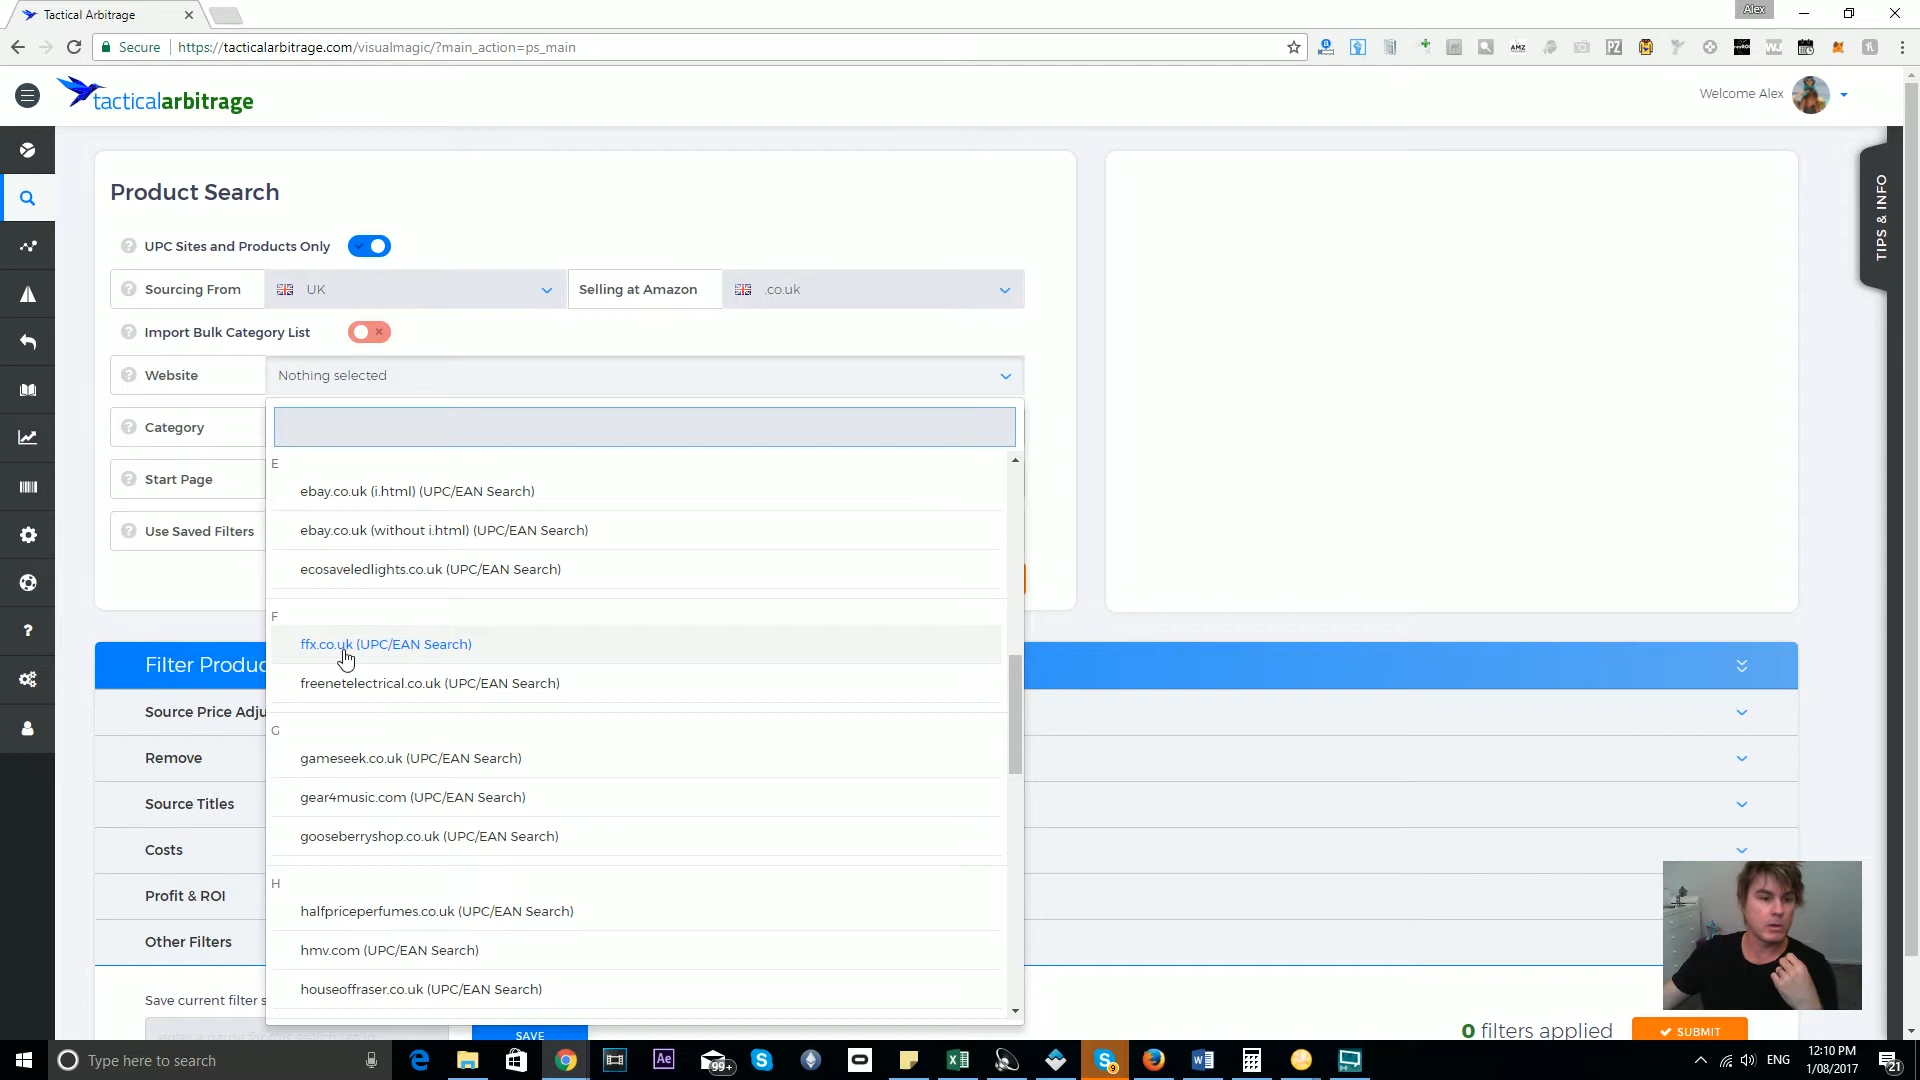 Tactical Arbitrage
Alex
Secure
https://tacticalarbitrage.com/visualmagic/?main_action=ps_main
tacticalarbitrage
Welcome Alex
TIPS & INFO
Product Search
UPC Sites and Products Only
Sourcing From
UK
Selling at Amazon
.co.uk
Import Bulk Category List
Website
Nothing selected
Category
Start Page
Use Saved Filters
E
ebay.co.uk (i.html) (UPC/EAN Search)
ebay.co.uk (without i.html) (UPC/EAN Search)
ecosaveledlights.co.uk (UPC/EAN Search)
F
ffx.co.uk (UPC/EAN Search)
freenetelectrical.co.uk (UPC/EAN Search)
G
gameseek.co.uk (UPC/EAN Search)
gear4music.com (UPC/EAN Search)
gooseberryshop.co.uk (UPC/EAN Search)
H
halfpriceperfumes.co.uk (UPC/EAN Search)
hmv.com (UPC/EAN Search)
houseoffraser.co.uk (UPC/EAN Search)
Filter Produc
Source Price Adju
Remove
Source Titles
Costs
Profit & ROI
Other Filters
Save current filter s
SAVE
0 filters applied
SUBMIT
Type here to search
99+
9
ENG
12:10 PM
1/08/2017
21